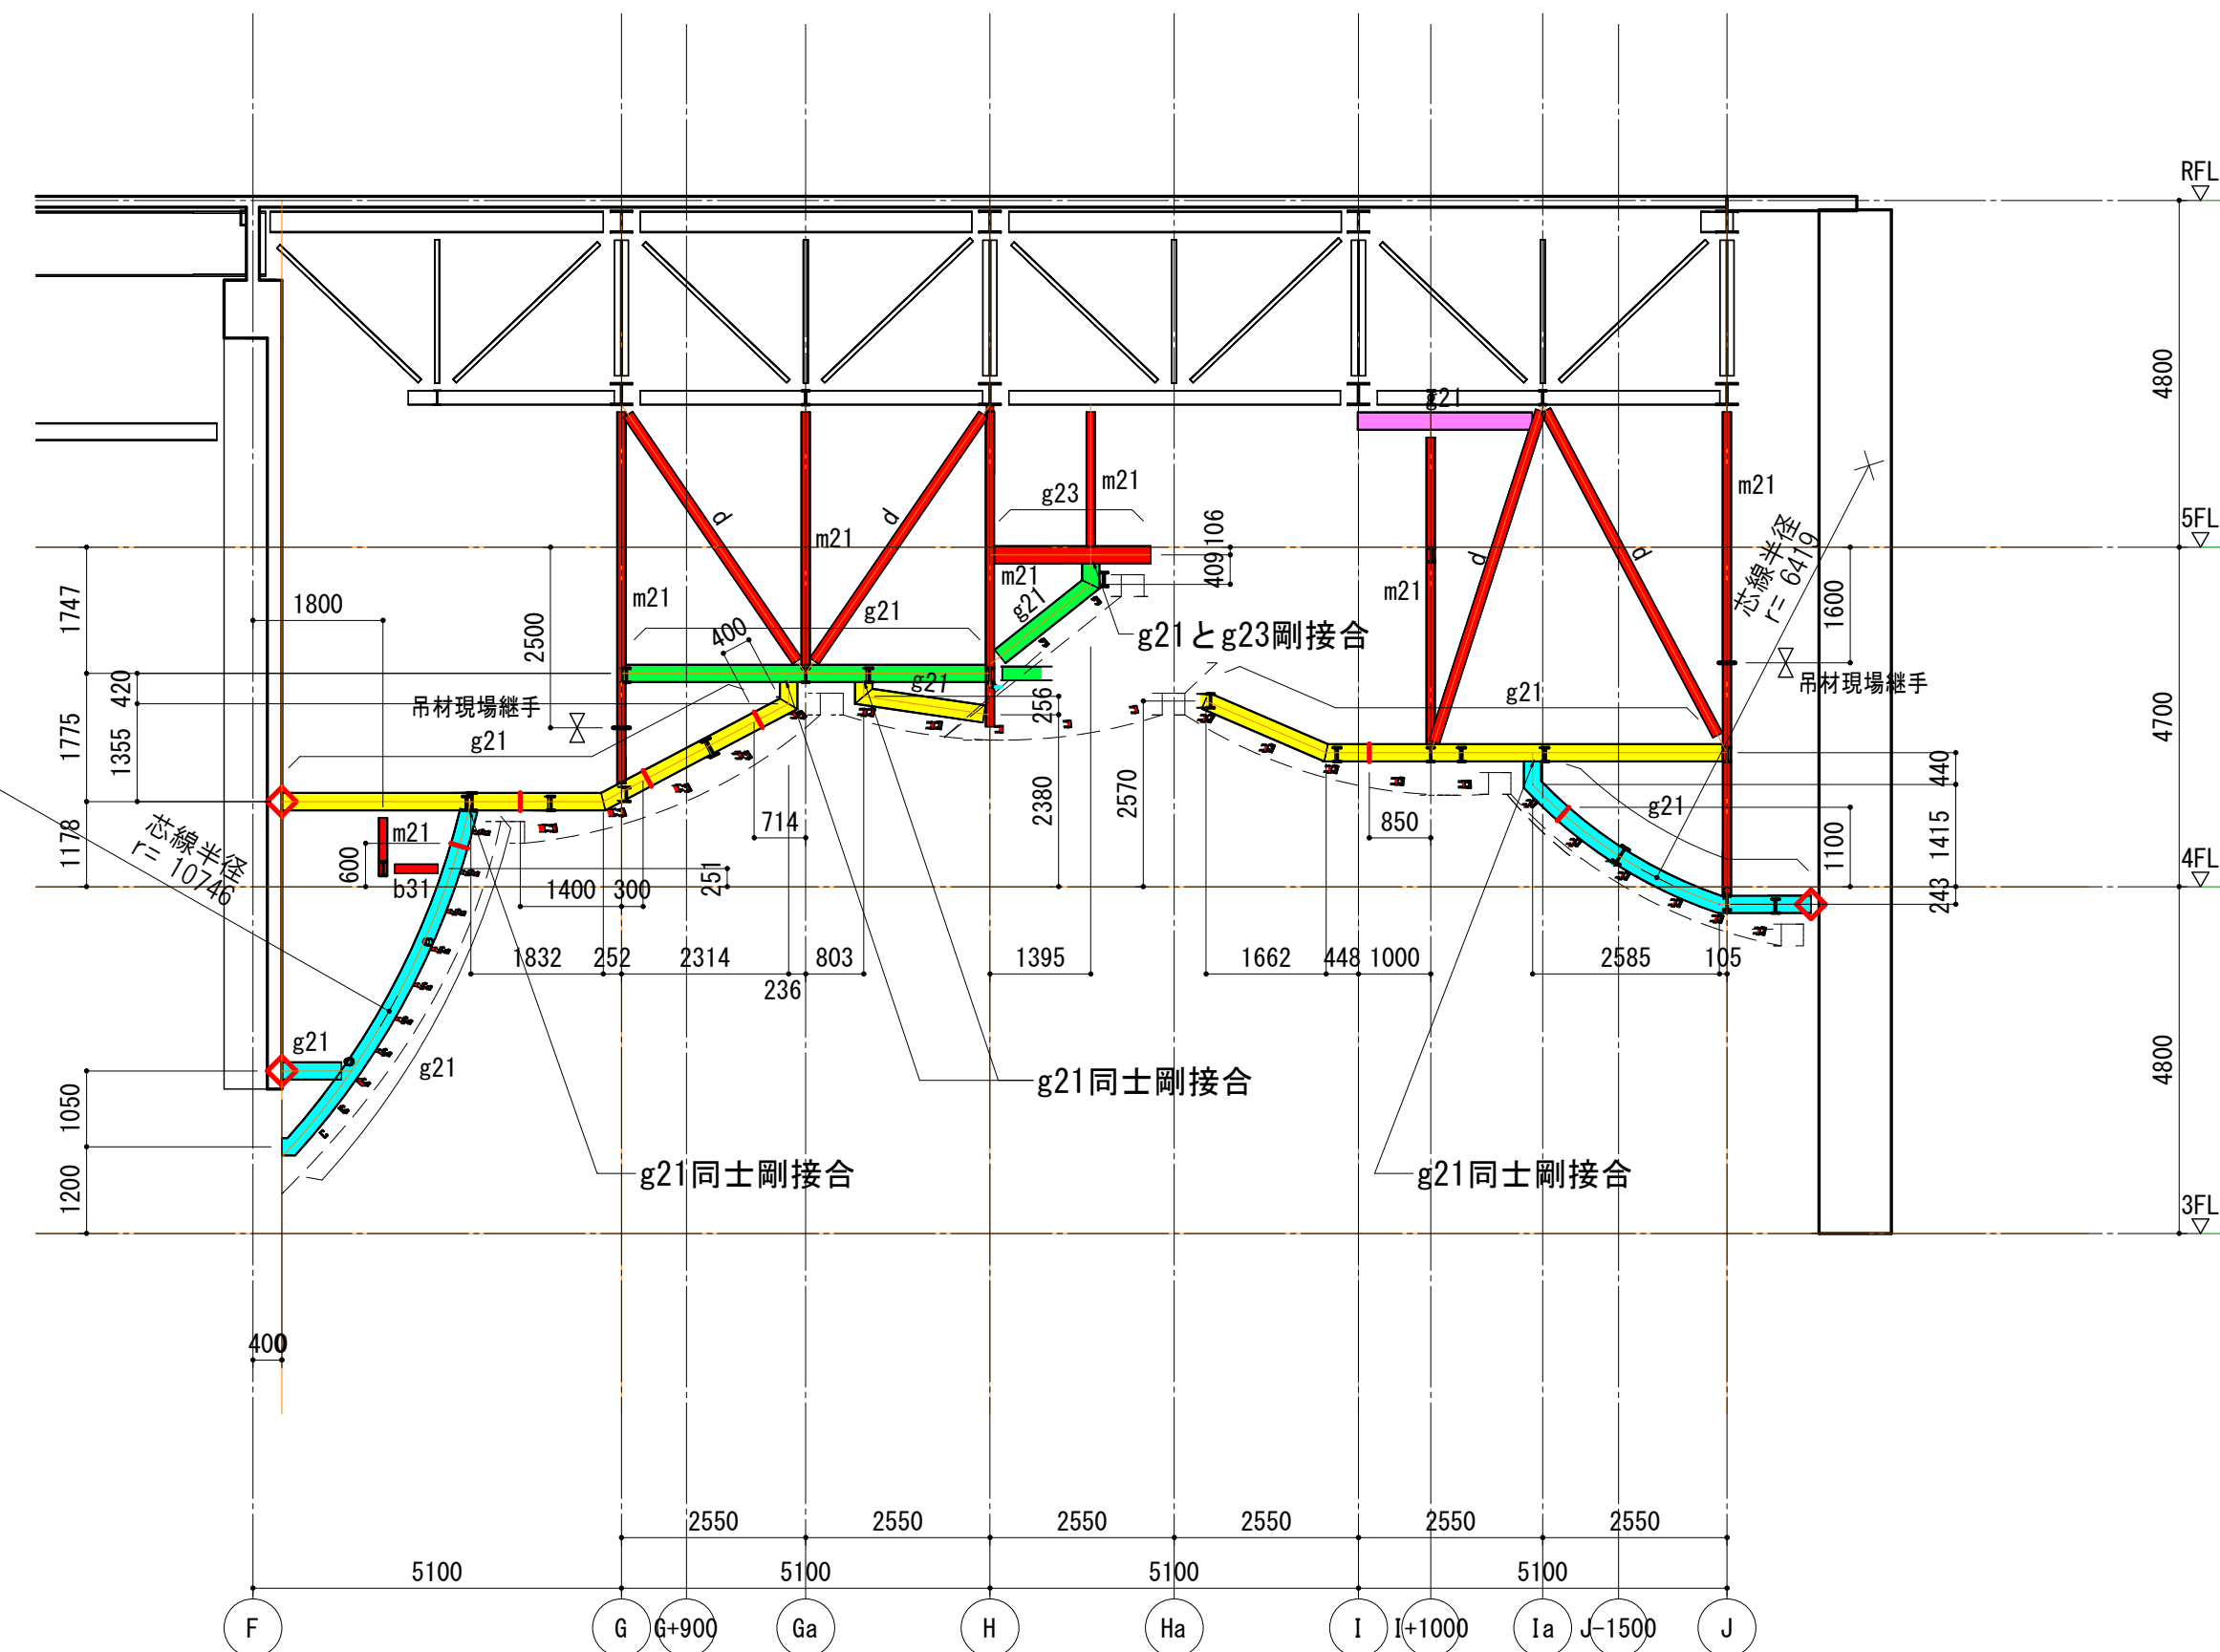 RFL
4800
g21
m21
g23
m21
106
5FL
d
d
m21
409
d
d
芯線半径
r= 6419
1747
1800
2500
m21
m21
g21
m21
1600
g21
400
g21とg23剛接合
420
吊材現場継手
g21
256
g21
吊材現場継手
4700
1775
1355
g21
440
714
2380
2570
850
g21
1100
1415
1178
芯線半径
r= 10746
m21
600
b31
1400
300
251
4FL
243
1832
252
2314
803
1395
1662
448
1000
2585
105
236
g21
g21
g21同士剛接合
4800
1050
g21同士剛接合
g21同士剛接合
1200
3FL
400
2550
2550
2550
2550
2550
2550
5100
5100
5100
5100
F
G
G+900
Ga
H
Ha
I
I+1000
Ia
J-1500
J